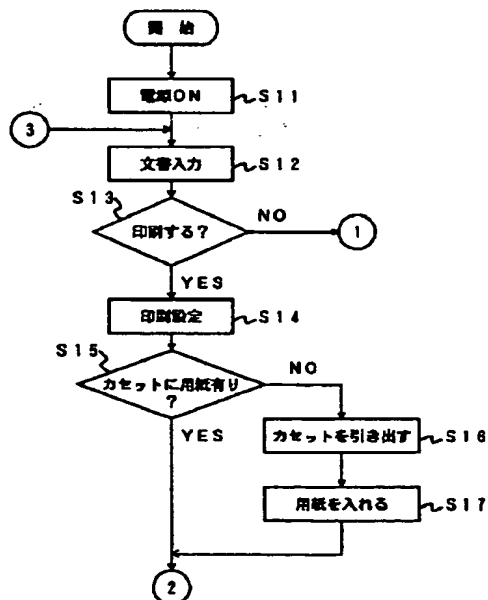 開始
電源ON
S11
3
文書入力
S12
S13
印刷する?
NO
1
YES
印刷設定
S14
S15
カセットに用紙有り
?
NO
YES
カセットを引き出す
S16
用紙を入れる
S17
2